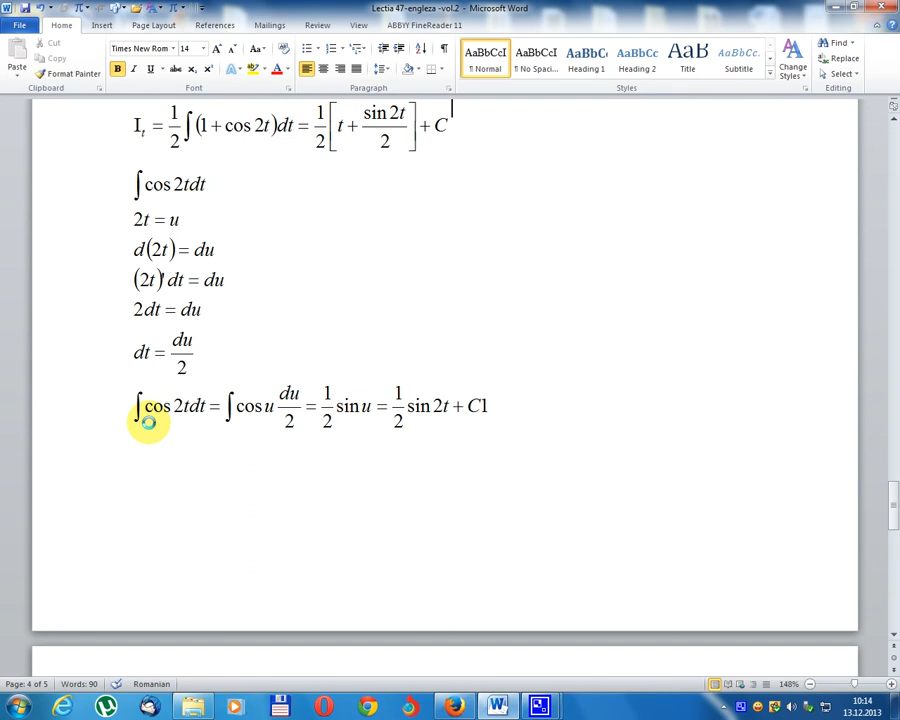 Lectia 47-engleza -vol.2 - Microsoft Word
File Home Insert Page Layout References Mailings Review View ABBYY FineReader 11
Paste Cut Copy Format Painter Clipboard
Times New Rom 14 Font
Paragraph
AaBbCcI ¶ Normal AaBbCcI ¶ No Spaci... AaBbC Heading 1 AaBbCc Heading 2 AaB Subtitle AaBbCc. Styles
Change Styles
Find Replace Select Editing
I_t = 1/2 ∫(1 + cos 2t)dt = 1/2 [t + sin 2t/2] + C
∫cos 2tdt
2t = u
d(2t) = du
(2t)' dt = du
2dt = du
dt = du/2
∫cos 2tdt = ∫cos u du/2 = 1/2 sin u = 1/2 sin 2t + C1
Page: 4 of 5 Words: 90 Romanian 148%
10:14
13.12.2013